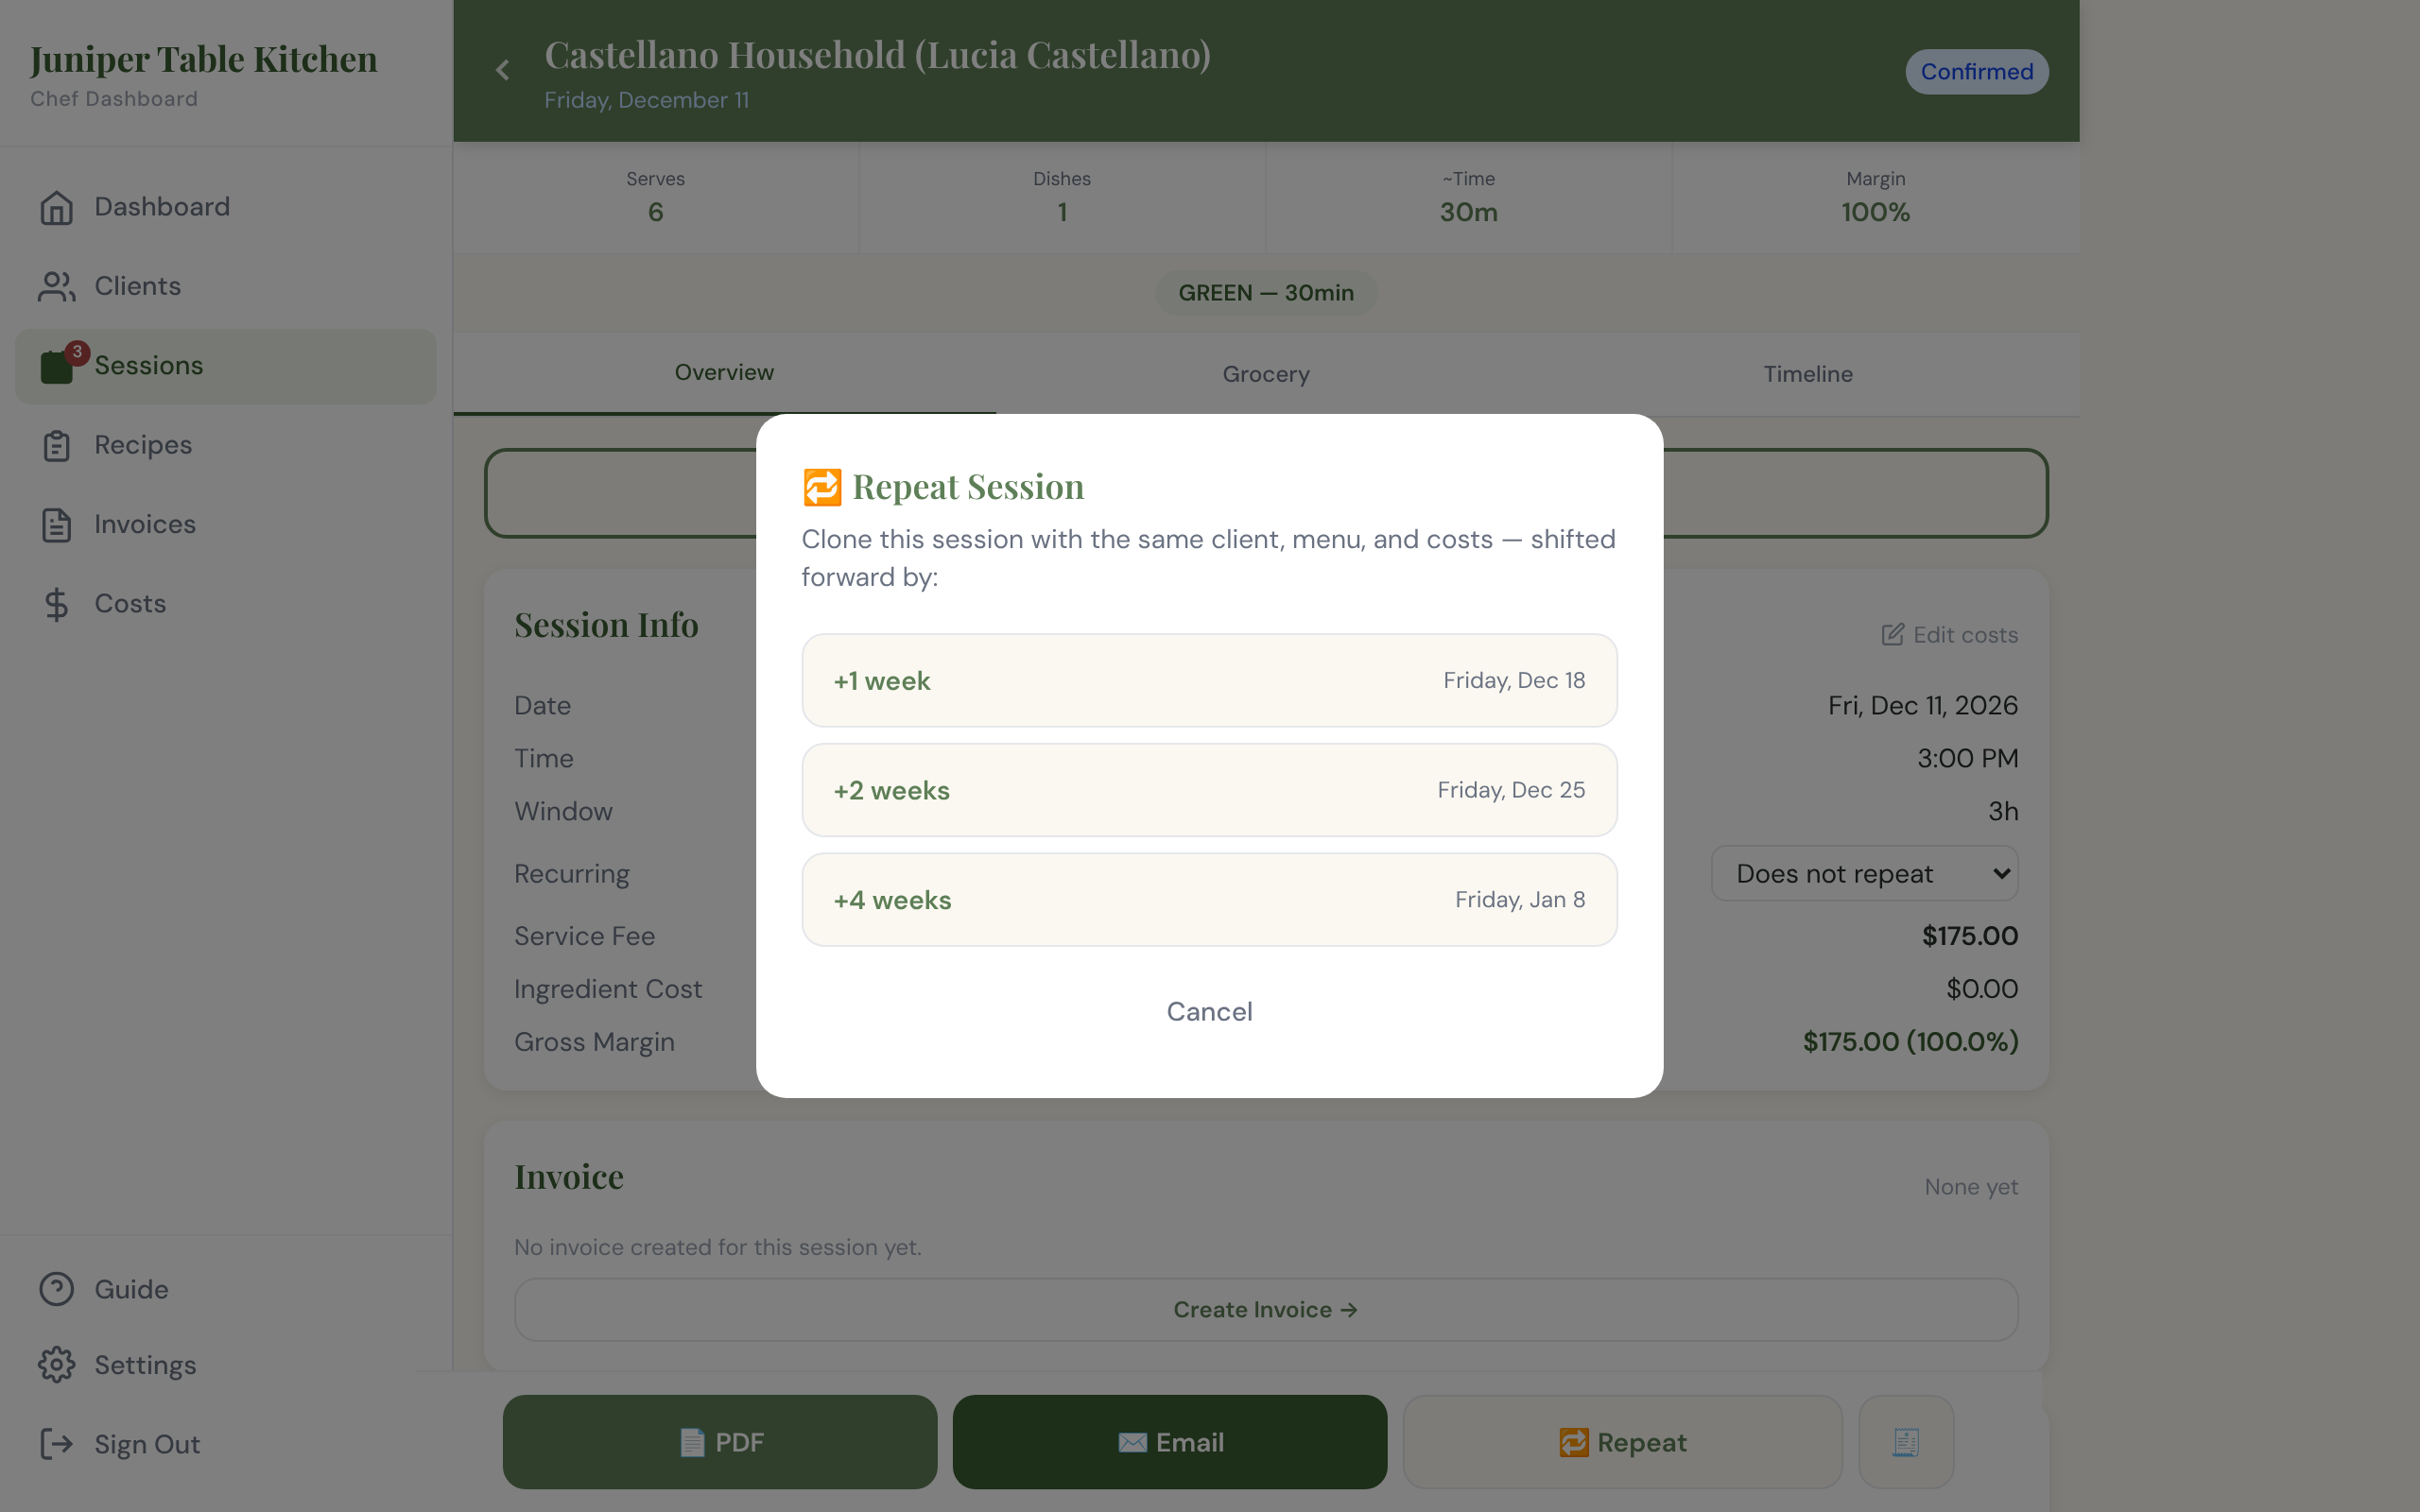 Juniper Table Kitchen
Chef Dashboard
Dashboard
Clients
3
Sessions
Recipes
Invoices
Costs
Guide
Settings
Sign Out
Castellano Household (Lucia Castellano)
Friday, December 11
Confirmed
Serves
6
Dishes
1
~Time
30m
Margin
100%
GREEN — 30min
Overview
Grocery
Timeline
Repeat Session
Clone this session with the same client, menu, and costs — shifted
forward by:
+1 week
Friday, Dec 18
+2 weeks
Friday, Dec 25
+4 weeks
Friday, Jan 8
Cancel
Session Info
Edit costs
Date
Fri, Dec 11, 2026
Time
3:00 PM
Window
3h
Recurring
Does not repeat
Service Fee
$175.00
Ingredient Cost
$0.00
Gross Margin
$175.00 (100.0%)
Invoice
None yet
No invoice created for this session yet.
Create Invoice →
PDF
Email
Repeat